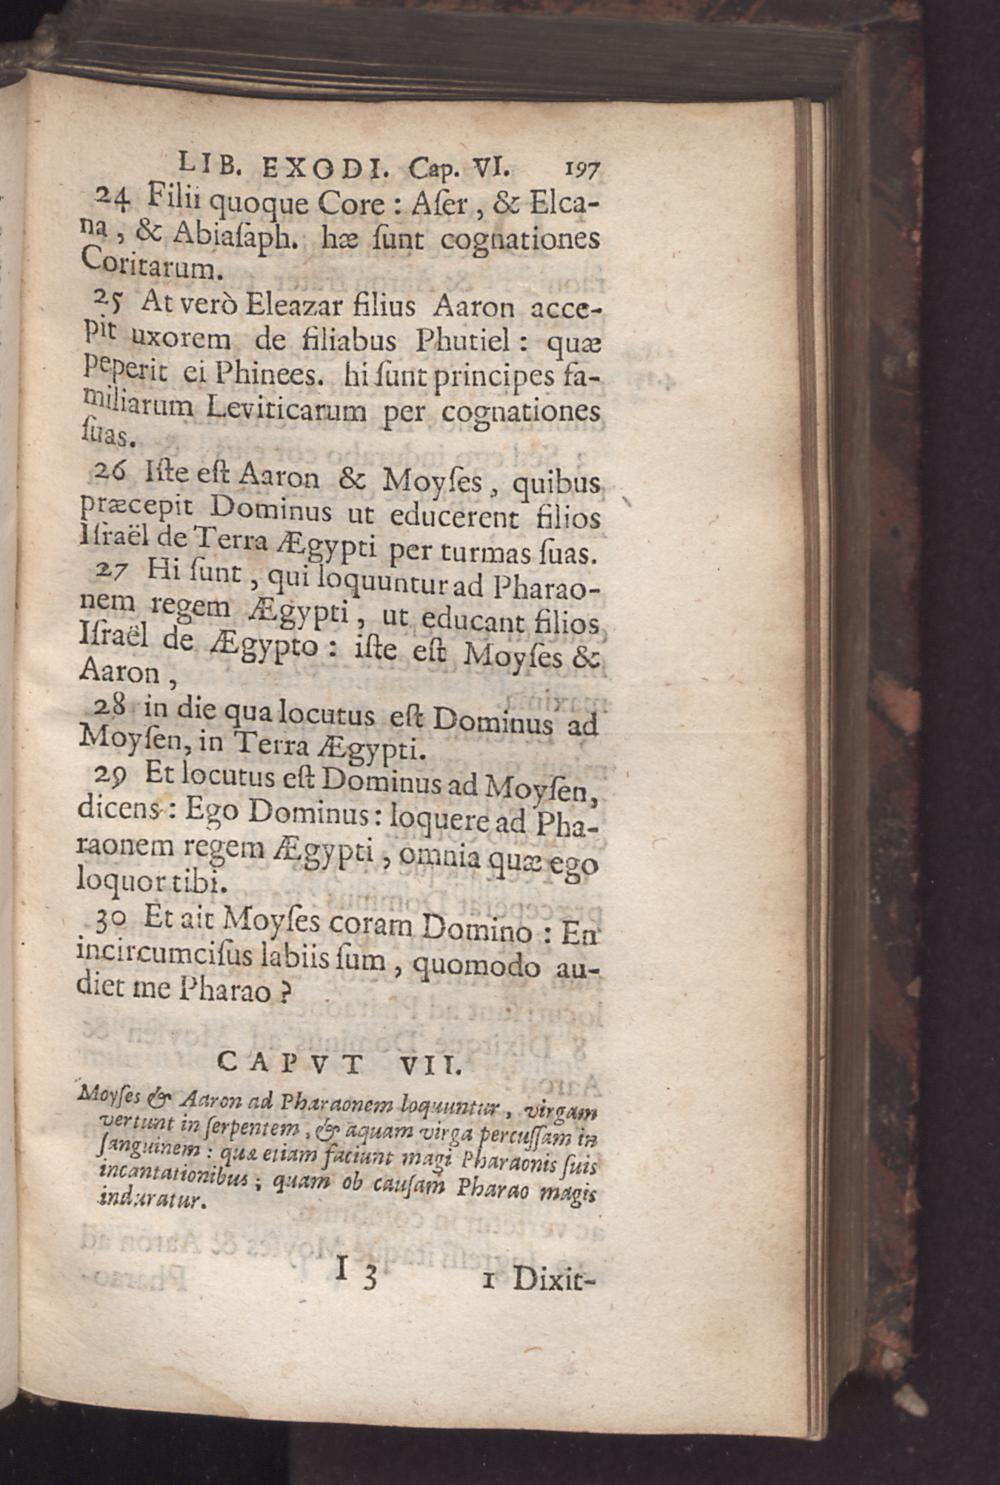 LIB. EXODI. Cap. VI. 197
24 Filii quoque Core : Aſer , & Elca-
na , & Abiaſaph. hæ ſunt cognationes
Coritarum.
25 At verò Eleazar filius Aaron acce-
pit uxorem de filiabus Phutiel : quæ
peperit ei Phinees. hi ſunt principes fa-
miliarum Leviticarum per cognationes
ſuas.
26 Iſte eſt Aaron & Moyſes , quibus
præcepit Dominus ut educerent filios
Iſraël de Terra Ægypti per turmas ſuas.
27 Hi ſunt , qui loquuntur ad Pharao-
nem regem Ægypti , ut educant filios
Iſraël de Ægypto : iſte eſt Moyſes &
Aaron ,
28 in die qua locutus eſt Dominus ad
Moyſen, in Terra Ægypti.
29 Et locutus eſt Dominus ad Moyſen,
dicens : Ego Dominus : loquere ad Pha-
raonem regem Ægypti , omnia quæ ego
loquor tibi.
30 Et ait Moyſes coram Domino : En
incircumciſus labiis ſum , quomodo au-
diet me Pharao ?
CAPVT VII.
Moyſes & Aaron ad Pharaonem loquuntur , virgam
vertunt in ſerpentem , & aquam virga percuſſam in
ſanguinem : quæ etiam faciunt magi Pharaonis ſuis
incantationibus ; quam ob cauſam Pharao magis
induratur.
I 3 1 Dixit-